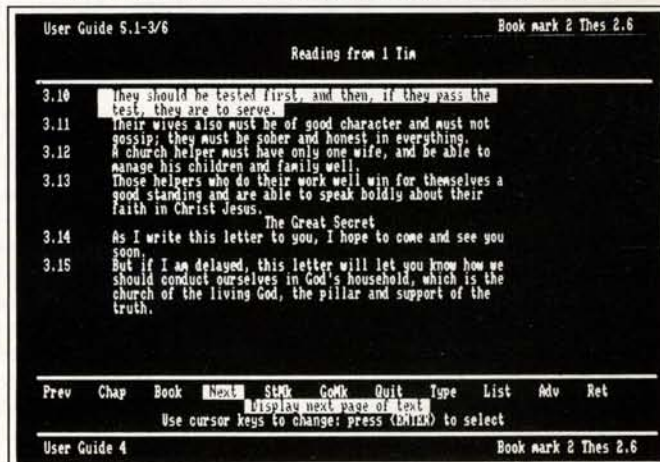 User Guide 5.1-3/6 Book mark 2 Thes 2.6
Reading from 1 Tim
3.10 They should be tested first, and then, if they pass the
test, they are to serve.
3.11 Their wives also must be of good character and must not
gossip; they must be sober and honest in everything.
3.12 A church helper must have only one wife, and be able to
manage his children and family well.
3.13 Those helpers who do their work well win for themselves a
good standing and are able to speak boldly about their
faith in Christ Jesus.
The Great Secret
3.14 As I write this letter to you, I hope to come and see you
soon.
3.15 But if I am delayed, this letter will let you know how we
should conduct ourselves in God's household, which is the
church of the living God, the pillar and support of the
truth.
Prev Chap Book Next StMk GoMk Quit Type List Adv Ret
Display next page of text
Use cursor keys to change: press <ENTER> to select
User Guide 4 Book mark 2 Thes 2.6